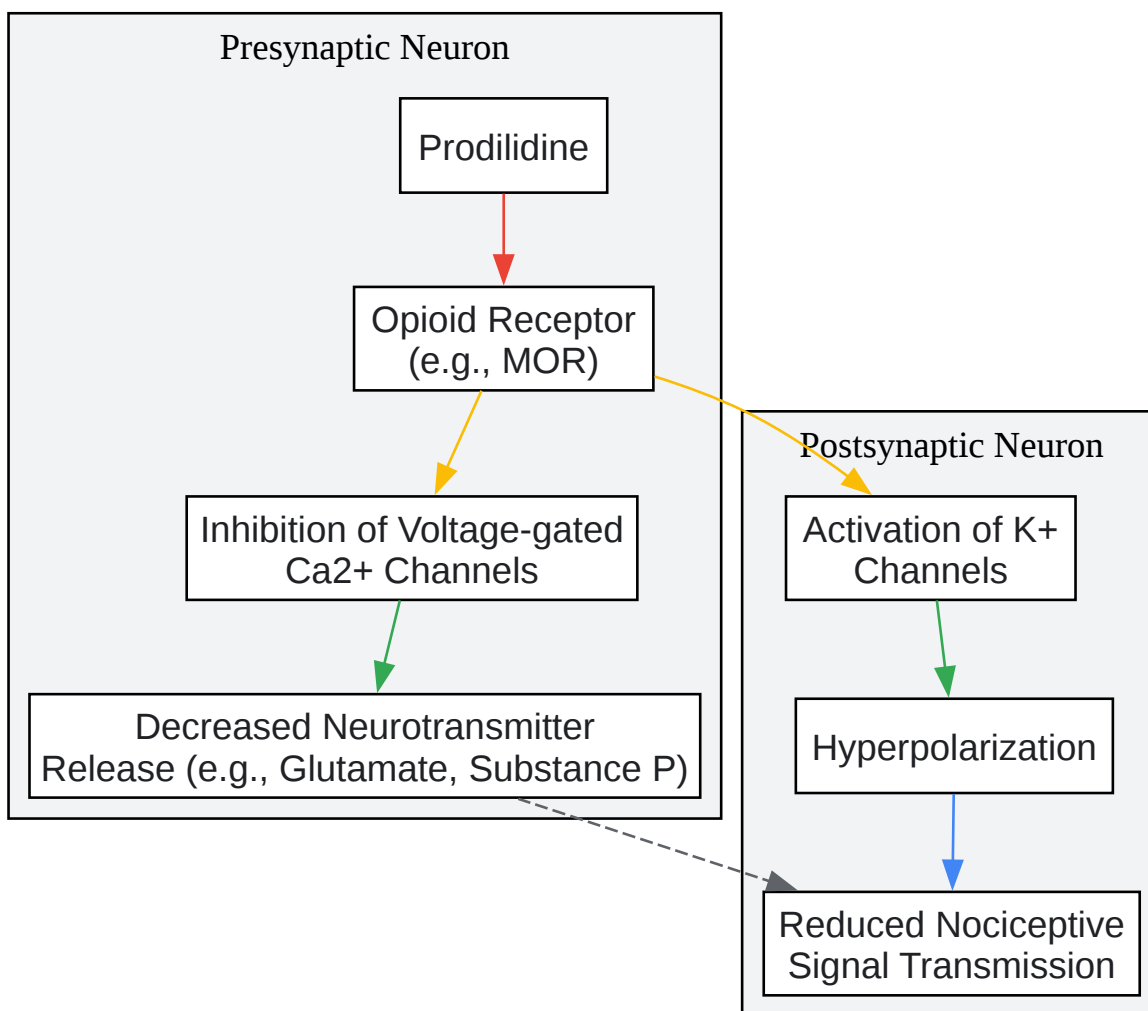 Presynaptic Neuron
Prodilidine
Opioid Receptor
(e.g., MOR)
Inhibition of Voltage-gated
Ca2+ Channels
Decreased Neurotransmitter
Release (e.g., Glutamate, Substance P)
Postsynaptic Neuron
Activation of K+
Channels
Hyperpolarization
Reduced Nociceptive
Signal Transmission